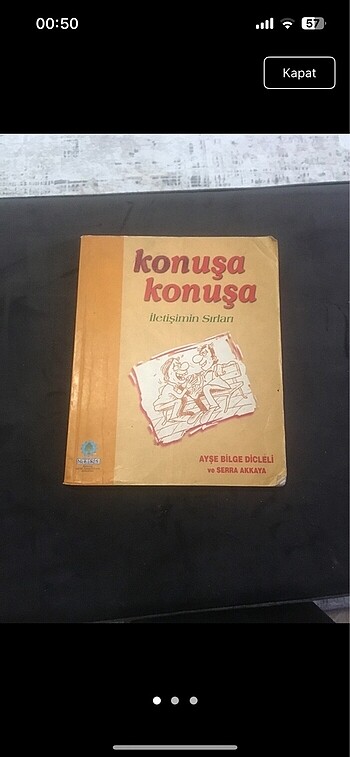 00:50
57
Kapat
konuşa
konuşa
İletişimin Sırları
AYŞE BİLGE DİCLELİ
ve SERRA AKKAYA